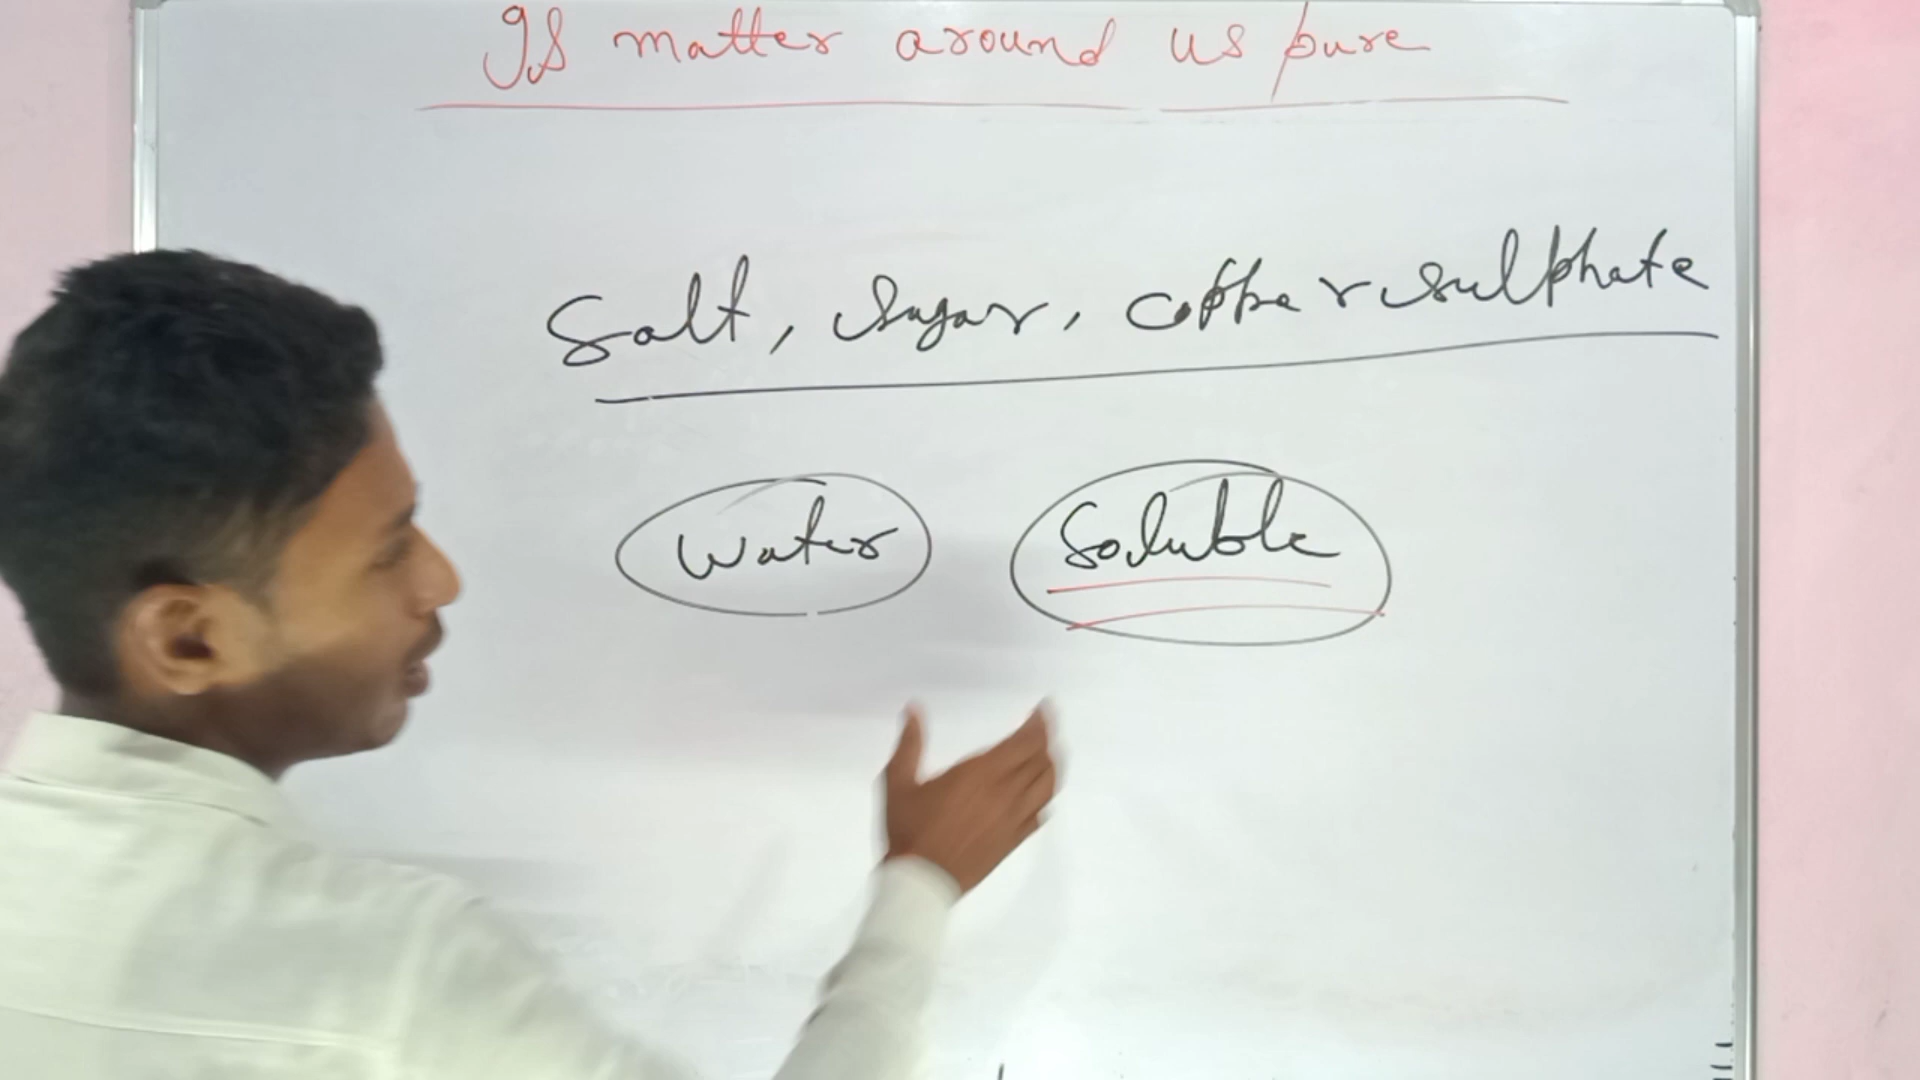 Is matter around us pure
Salt, Sugar, copper sulphate
Water Soluble